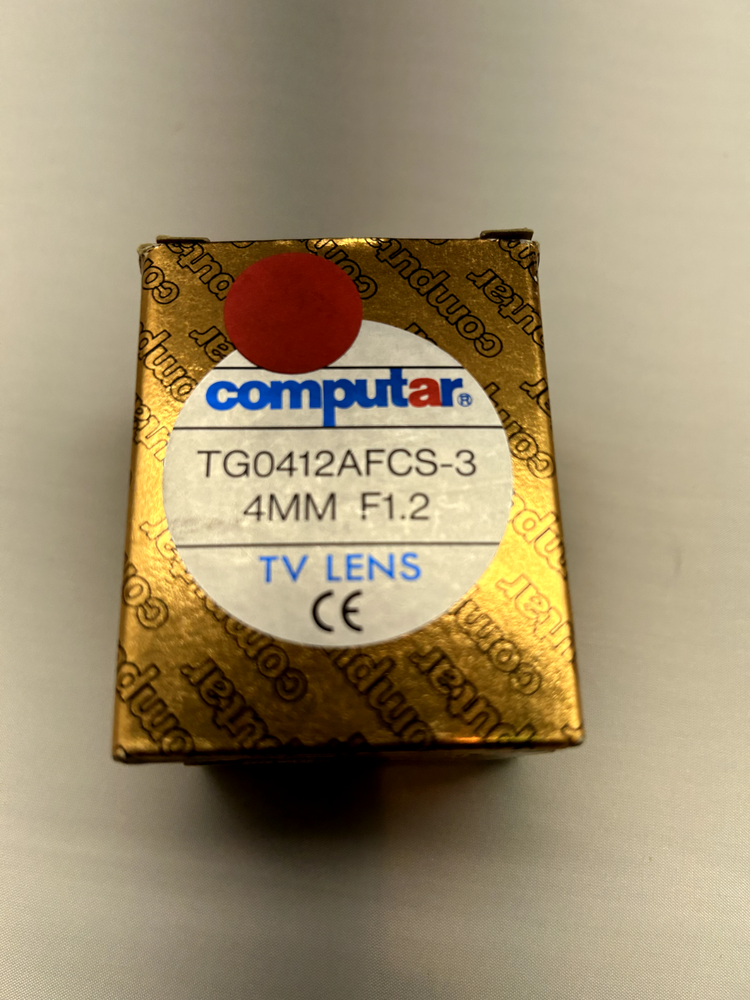 computar®
TG0412AFCS-3
4MM F1.2
TV LENS
CE